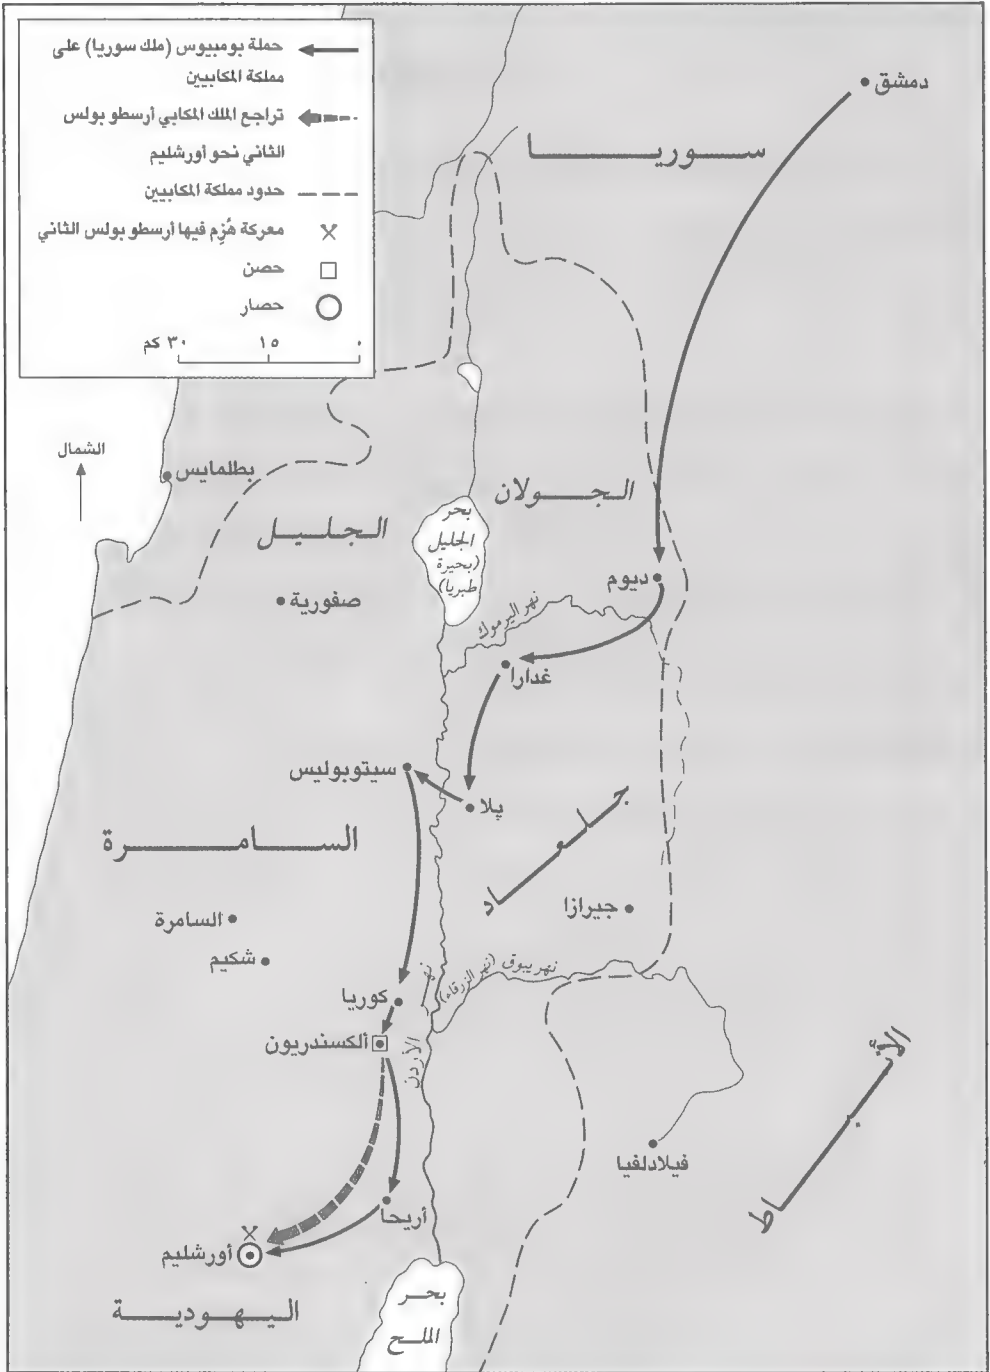 حملة بومبيوس (ملك سوريا) على
مملكة المكابيين
تراجع الملك المكابي أرسطو بولس
الثاني نحو أورشليم
حدود مملكة المكابيين
معركة هُزِم فيها أرسطو بولس الثاني
حصن
حصار
٠ ١٥ ٣٠ كم
دمشق
سوريا
الشمال
بطلمايس
الجولان
بحر
الجليل
(بحيرة
طبريا)
الجليل
ديوم
صفورية
نهر اليرموك
غدارا
سيتوبوليس
پلا
جلعاد
السامرة
جيرازا
السامرة
شكيم
نهر يبوق (نهر الزرقاء)
كوريا
نهر الأردن
ألكسندريون
الأنباط
فيلادلفيا
أريحا
أورشليم
بحر
الملح
اليهودية